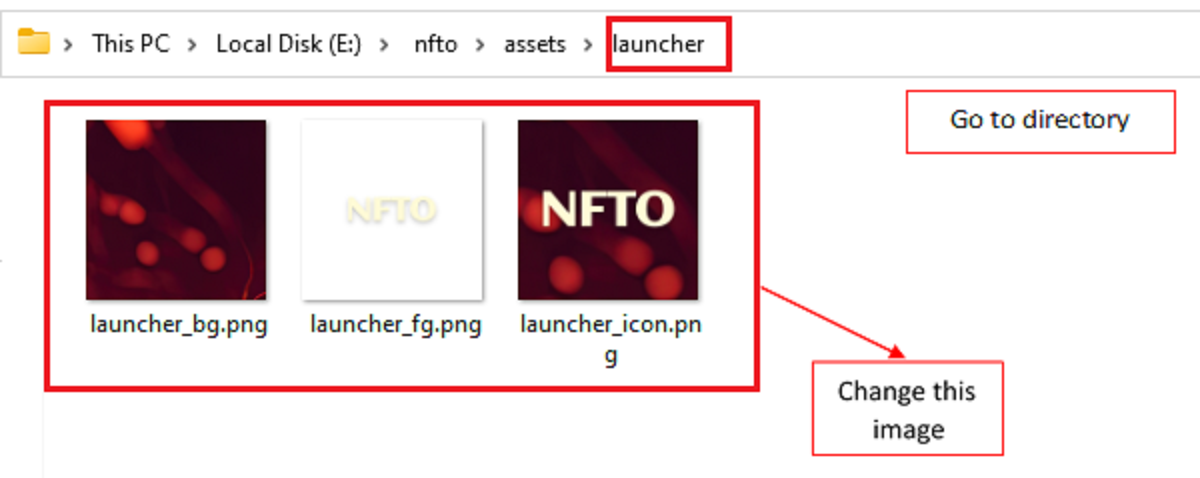 This PC > Local Disk (E:) > nfto > assets > launcher
Go to directory
NFTO
NFTO
launcher_bg.png
launcher_fg.png
launcher_icon.pn
g
Change this
image